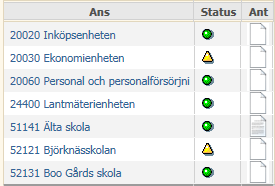 Ans Status Ant
20020 Inköpsenheten
20030 Ekonomienheten
20060 Personal och personalförsörjni
24400 Lantmäterienheten
51141 Älta skola
52121 Björknässkolan
52131 Boo Gårds skola